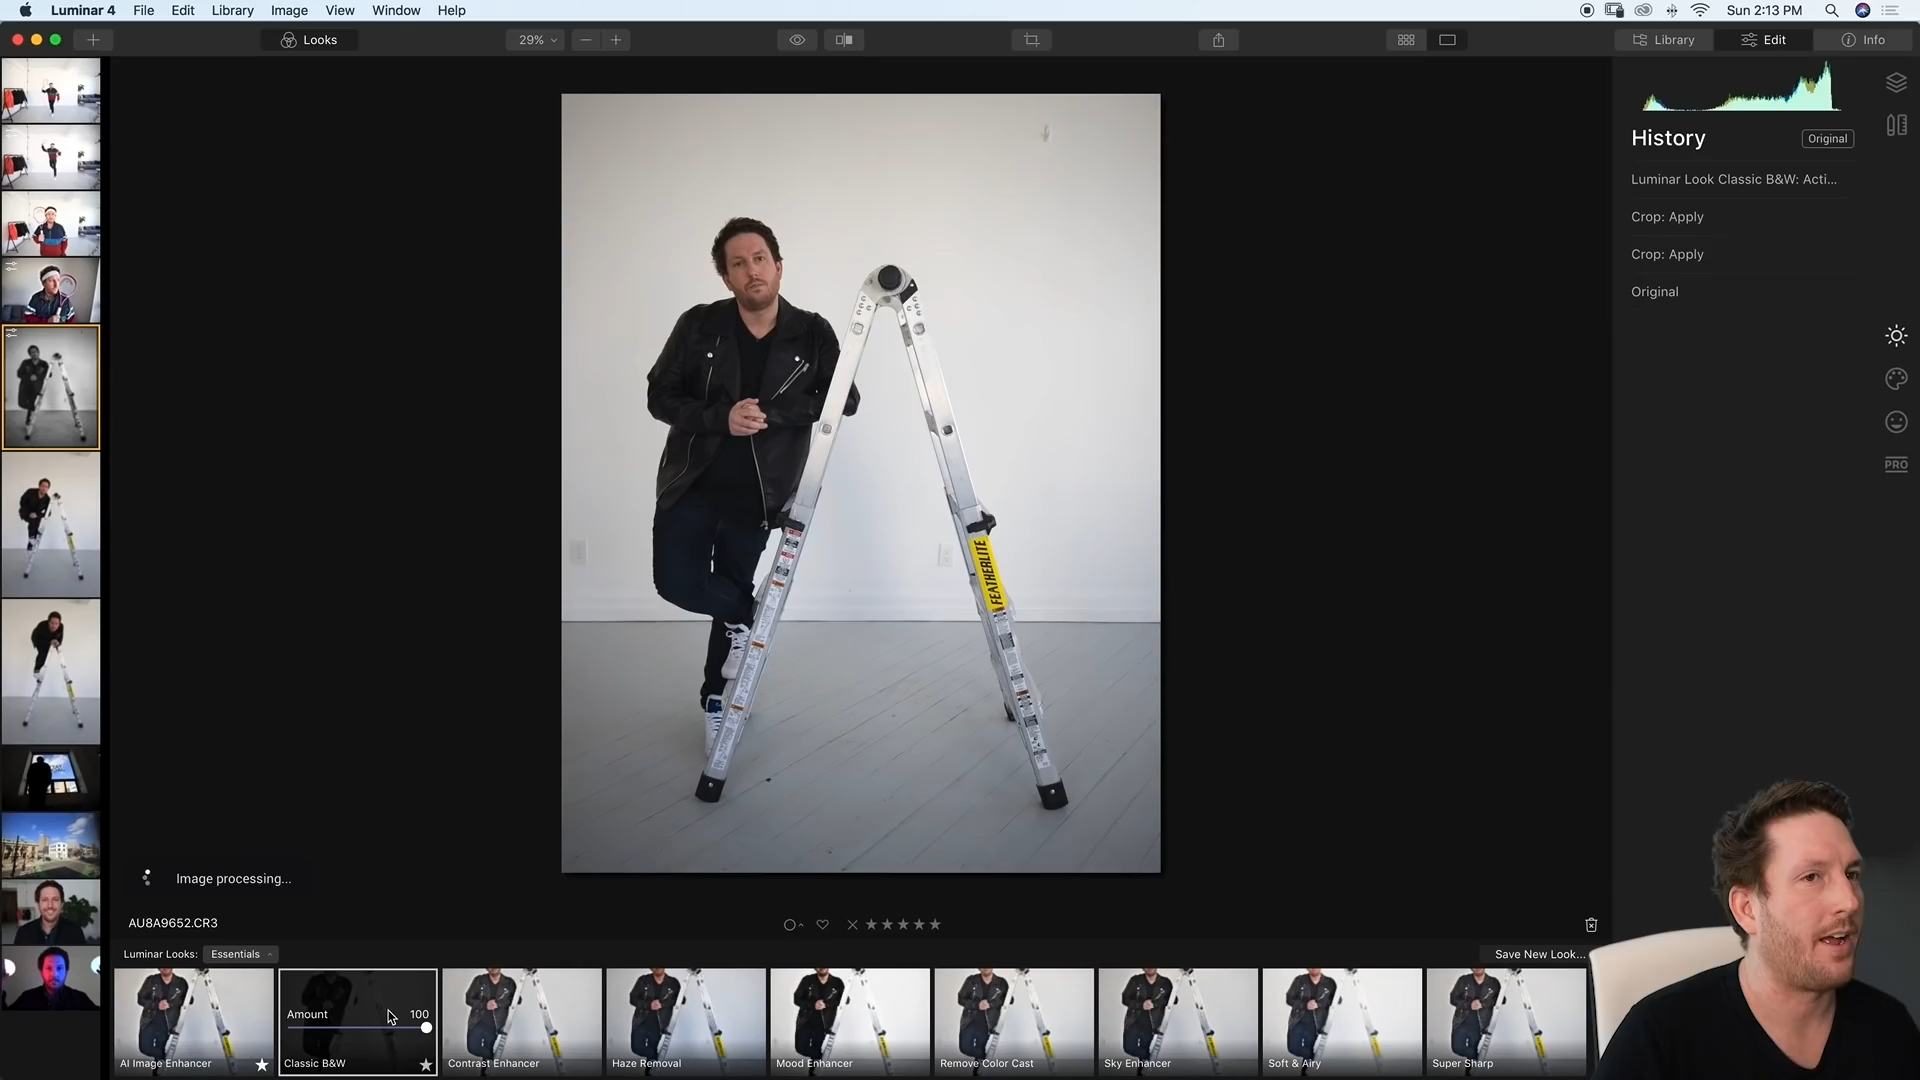 Luminar 4 File Edit Library Image View Window Help Sun 2:13 PM
Looks 29% Library Edit Info
History Original
Luminar Look Classic B&W: Acti...
Crop: Apply
Crop: Apply
Original
PRO
FEATHERLITE
Image processing...
AU8A9652.CR3
Luminar Looks: Essentials Save New Look...
Amount 100
AI Image Enhancer Classic B&W Contrast Enhancer Haze Removal Mood Enhancer Remove Color Cast Sky Enhancer Soft & Airy Super Sharp